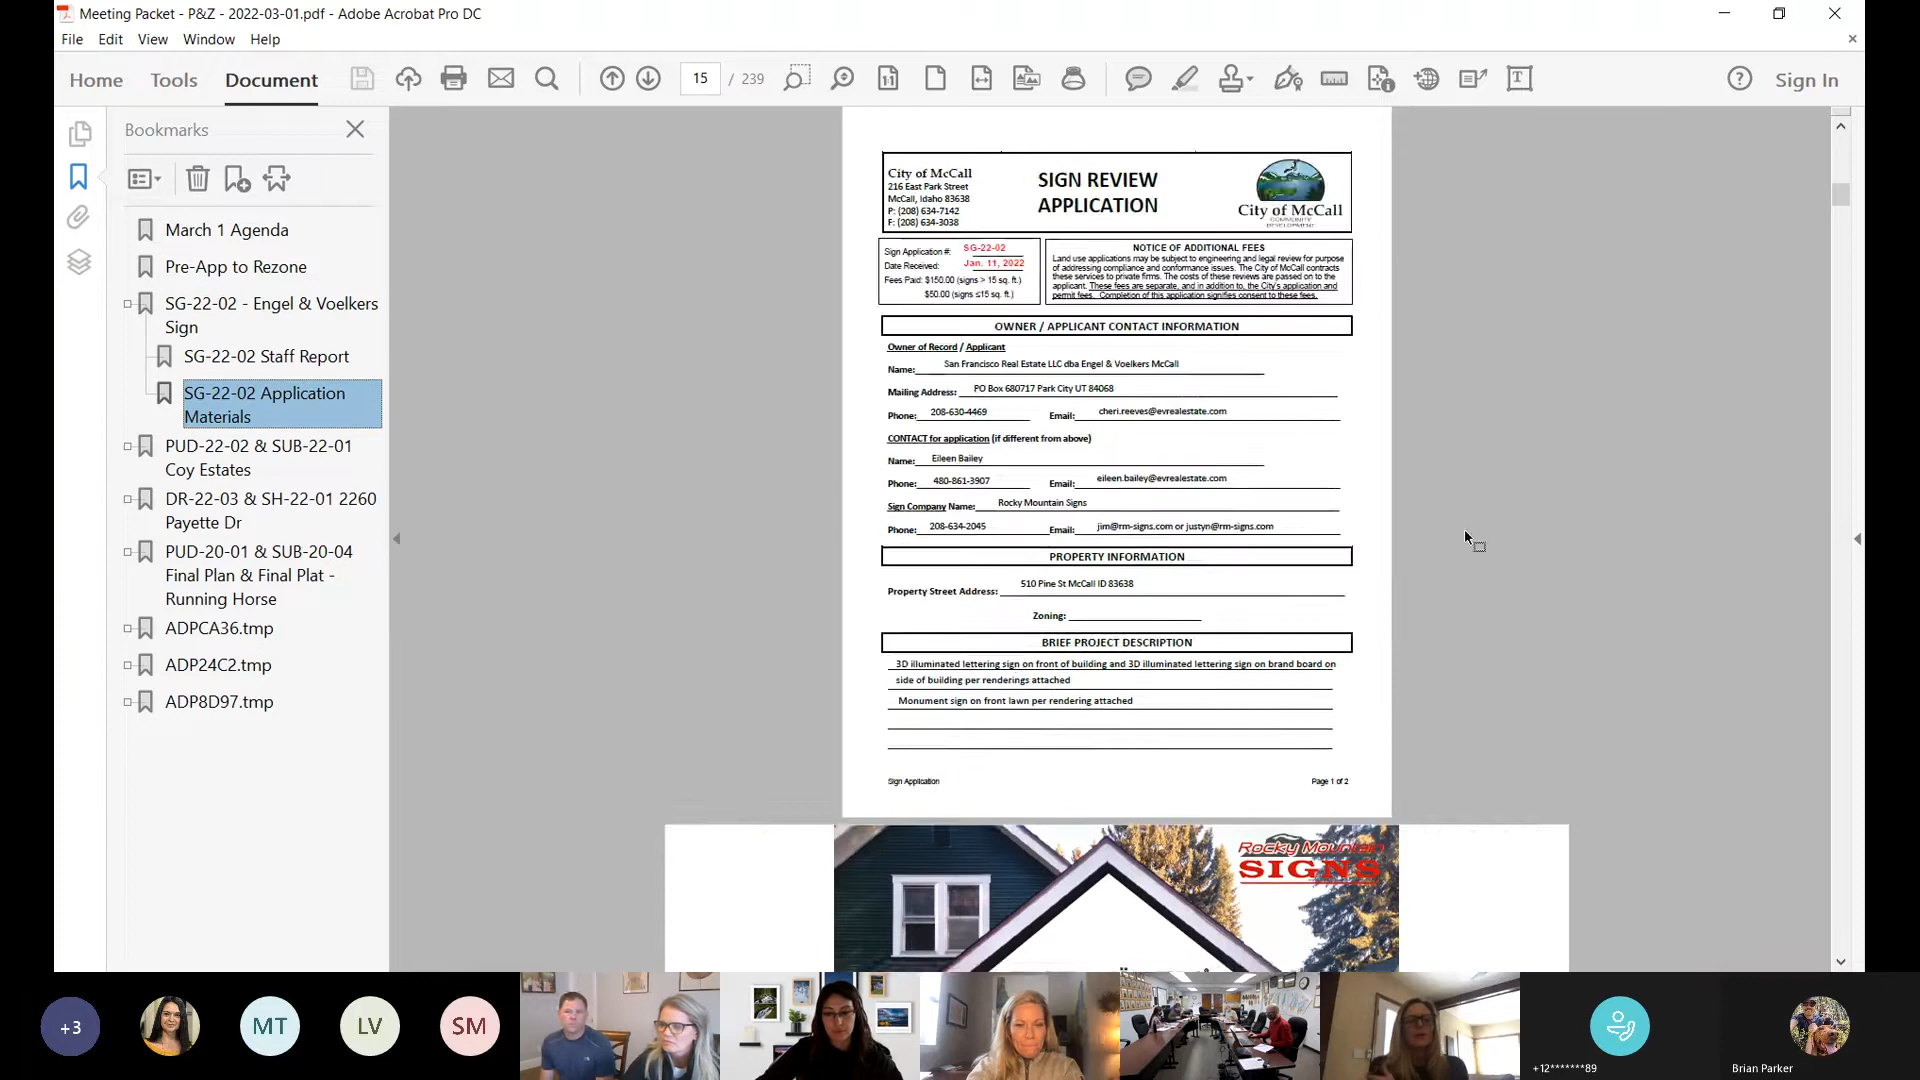 Meeting Packet - P&Z - 2022-03-01.pdf - Adobe Acrobat Pro DC
File Edit View Window Help
Home Tools Document 15 / 239 Sign In
Bookmarks
March 1 Agenda
Pre-App to Rezone
SG-22-02 - Engel & Voelkers
Sign
SG-22-02 Staff Report
SG-22-02 Application
Materials
PUD-22-02 & SUB-22-01
Coy Estates
DR-22-03 & SH-22-01 2260
Payette Dr
PUD-20-01 & SUB-20-04
Final Plan & Final Plat -
Running Horse
ADPCA36.tmp
ADP24C2.tmp
ADP8D97.tmp
City of McCall
216 East Park Street
McCall, Idaho 83638
P: (208) 634-7142
F: (208) 634-3038
SIGN REVIEW
APPLICATION
City of McCall
COMMUNITY
DEVELOPMENT
Sign Application #: SG-22-02
Date Received: Jan. 11, 2022
Fees Paid: $150.00 (signs > 15 sq. ft.)
$50.00 (signs ≤15 sq. ft.)
NOTICE OF ADDITIONAL FEES
Land use applications may be subject to engineering and legal review for purpose
of addressing compliance and conformance issues. The City of McCall contracts
these services to private firms. The costs of these reviews are passed on to the
applicant. These fees are separate, and in addition to, the City's application and
permit fees. Completion of this application signifies consent to these fees.
OWNER / APPLICANT CONTACT INFORMATION
Owner of Record / Applicant
Name: San Francisco Real Estate LLC dba Engel & Voelkers McCall
Mailing Address: PO Box 680717 Park City UT 84068
Phone: 208-630-4469 Email: cheri.reeves@evrealestate.com
CONTACT for application (if different from above)
Name: Eileen Bailey
Phone: 480-861-3907 Email: eileen.bailey@evrealestate.com
Sign Company Name: Rocky Mountain Signs
Phone: 208-634-2045 Email: jim@rm-signs.com or justyn@rm-signs.com
PROPERTY INFORMATION
Property Street Address: 510 Pine St McCall ID 83638
Zoning:
BRIEF PROJECT DESCRIPTION
3D illuminated lettering sign on front of building and 3D illuminated lettering sign on brand board on
side of building per renderings attached
Monument sign on front lawn per rendering attached
Sign Application Page 1 of 2
Rocky Mountain
SIGNS
+3 MT LV SM
+12*******89 Brian Parker